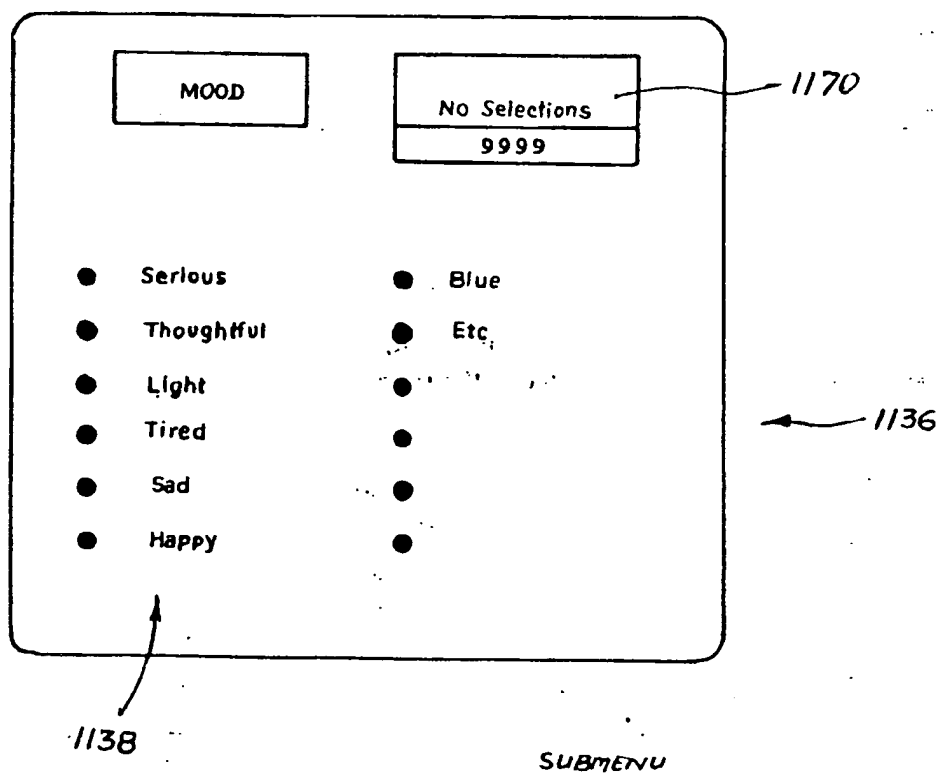 MOOD
No Selections
9999
1170
Serious
Thoughtful
Light
Tired
Sad
Happy
Blue
Etc.
1136
1138
SUBMENU